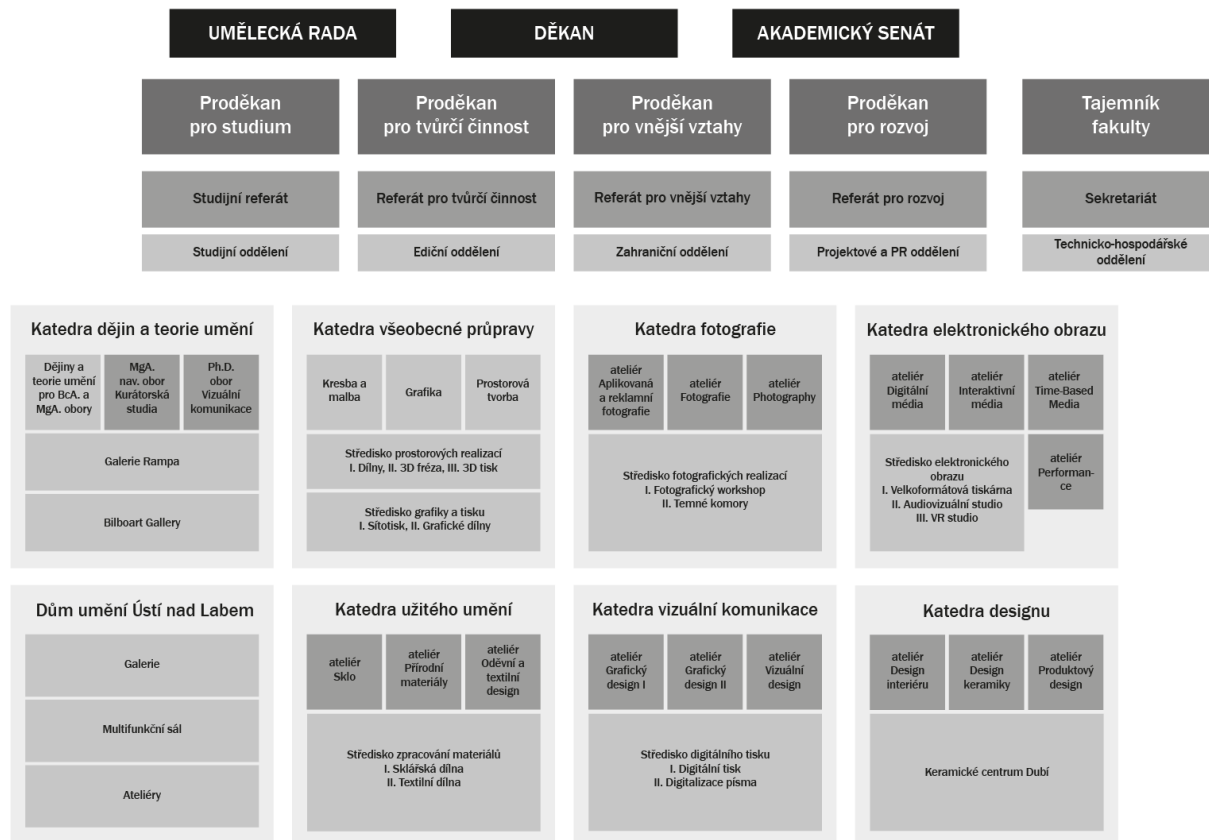 UMĚLECKÁ RADA
DĚKAN
AKADEMICKÝ SENÁT
Proděkan
pro studium
Proděkan
pro tvůrčí činnost
Proděkan
pro vnější vztahy
Proděkan
pro rozvoj
Tajemník
fakulty
Studijní referát
Referát pro tvůrčí činnost
Referát pro vnější vztahy
Referát pro rozvoj
Sekretariát
Studijní oddělení
Ediční oddělení
Zahraniční oddělení
Projektové a PR oddělení
Technicko-hospodářské
oddělení
Katedra dějin a teorie umění
Dějiny a
teorie umění
pro BcA. a
MgA. obory
MgA.
nav. obor
Kurátorská
studia
Ph.D.
obor
Vizuální
komunikace
Galerie Rampa
Bilboart Gallery
Katedra všeobecné průpravy
Kresba a
malba
Grafika
Prostorová
tvorba
Středisko prostorových realizací
I. Dílny, II. 3D fréza, III. 3D tisk
Středisko grafiky a tisku
I. Sítotisk, II. Grafické dílny
Katedra fotografie
ateliér
Aplikovaná
a reklamní
fotografie
ateliér
Fotografie
ateliér
Photography
Středisko fotografických realizací
I. Fotografický workshop
II. Temné komory
Katedra elektronického obrazu
ateliér
Digitální
média
ateliér
Interaktivní
média
ateliér
Time-Based
Media
Středisko elektronického
obrazu
I. Velkoformátová tiskárna
II. Audiovizuální studio
III. VR studio
ateliér
Performan-
ce
Dům umění Ústí nad Labem
Galerie
Multifunkční sál
Ateliéry
Katedra užitého umění
ateliér
Sklo
ateliér
Přírodní
materiály
ateliér
Oděvní a
textilní
design
Středisko zpracování materiálů
I. Sklářská dílna
II. Textilní dílna
Katedra vizuální komunikace
ateliér
Grafický
design I
ateliér
Grafický
design II
ateliér
Vizuální
design
Středisko digitálního tisku
I. Digitální tisk
II. Digitalizace písma
Katedra designu
ateliér
Design
interiéru
ateliér
Design
keramiky
ateliér
Produktový
design
Keramické centrum Dubí